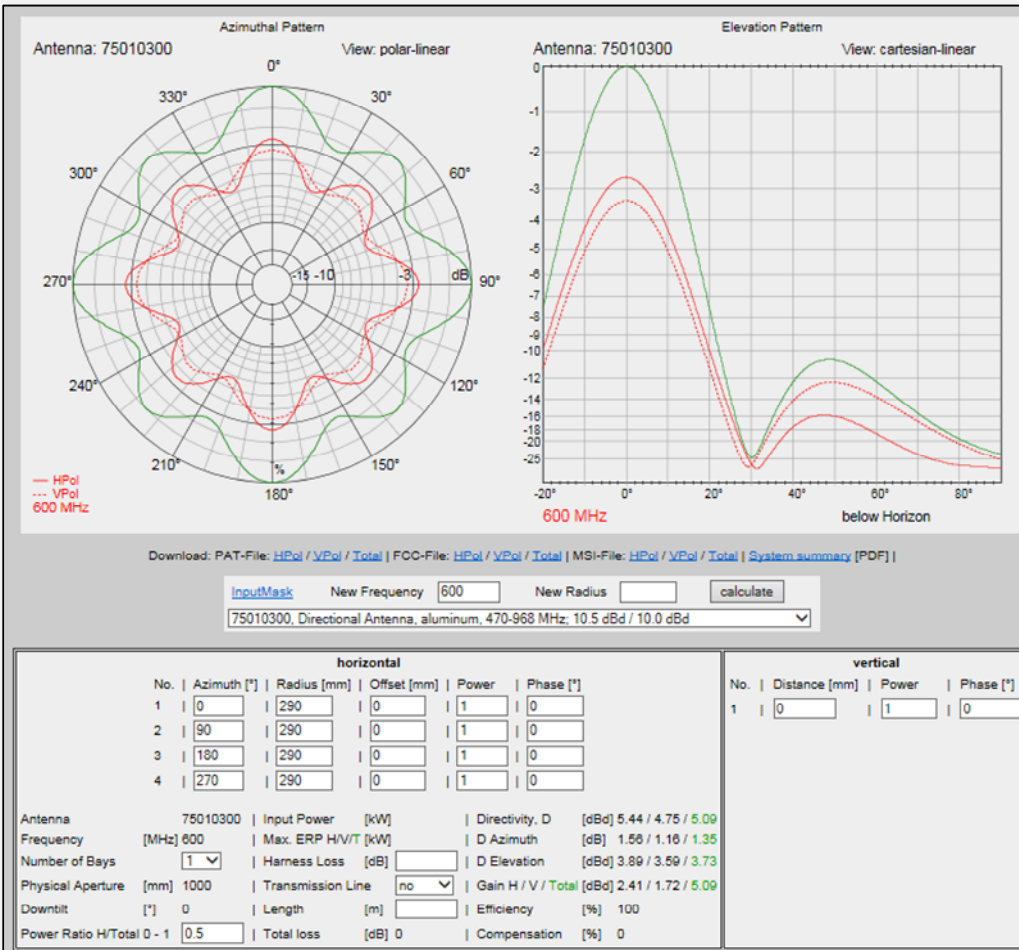 Azimuthal Pattern
Antenna: 75010300 View: polar-linear
0°
330° 30°
300° 60°
270° -15 -10 -3 dB 90°
240° 120°
210° 150°
%
180°
HPol
VPol
600 MHz
Elevation Pattern
Antenna: 75010300 View: cartesian-linear
0
-1
-2
-3
-4
-5
-6
-7
-8
-9
-10
-12
-14
-16
-18
-20
-25
-20° 0° 20° 40° 60° 80°
600 MHz below Horizon
Download: PAT-File: HPol / VPol / Total | FCC-File: HPol / VPol / Total | MSI-File: HPol / VPol / Total | System summary [PDF] |
InputMask New Frequency 600 New Radius calculate
75010300, Directional Antenna, aluminum, 470-968 MHz; 10.5 dBd / 10.0 dBd
horizontal
No. | Azimuth [°] | Radius [mm] | Offset [mm] | Power | Phase [°]
1 | 0 | 290 | 0 | 1 | 0
2 | 90 | 290 | 0 | 1 | 0
3 | 180 | 290 | 0 | 1 | 0
4 | 270 | 290 | 0 | 1 | 0
Antenna 75010300 | Input Power [kW] | Directivity, D [dBd] 5.44 / 4.75 / 5.09
Frequency [MHz] 600 | Max. ERP H/V/T [kW] | D Azimuth [dB] 1.56 / 1.16 / 1.35
Number of Bays 1 | Harness Loss [dB] | D Elevation [dBd] 3.89 / 3.59 / 3.73
Physical Aperture [mm] 1000 | Transmission Line no | Gain H / V / Total [dBd] 2.41 / 1.72 / 5.09
Downtilt [°] 0 | Length [m] | Efficiency [%] 100
Power Ratio H/Total 0 - 1 0.5 | Total loss [dB] 0 | Compensation [%] 0
vertical
No. | Distance [mm] | Power | Phase [°]
1 | 0 | 1 | 0